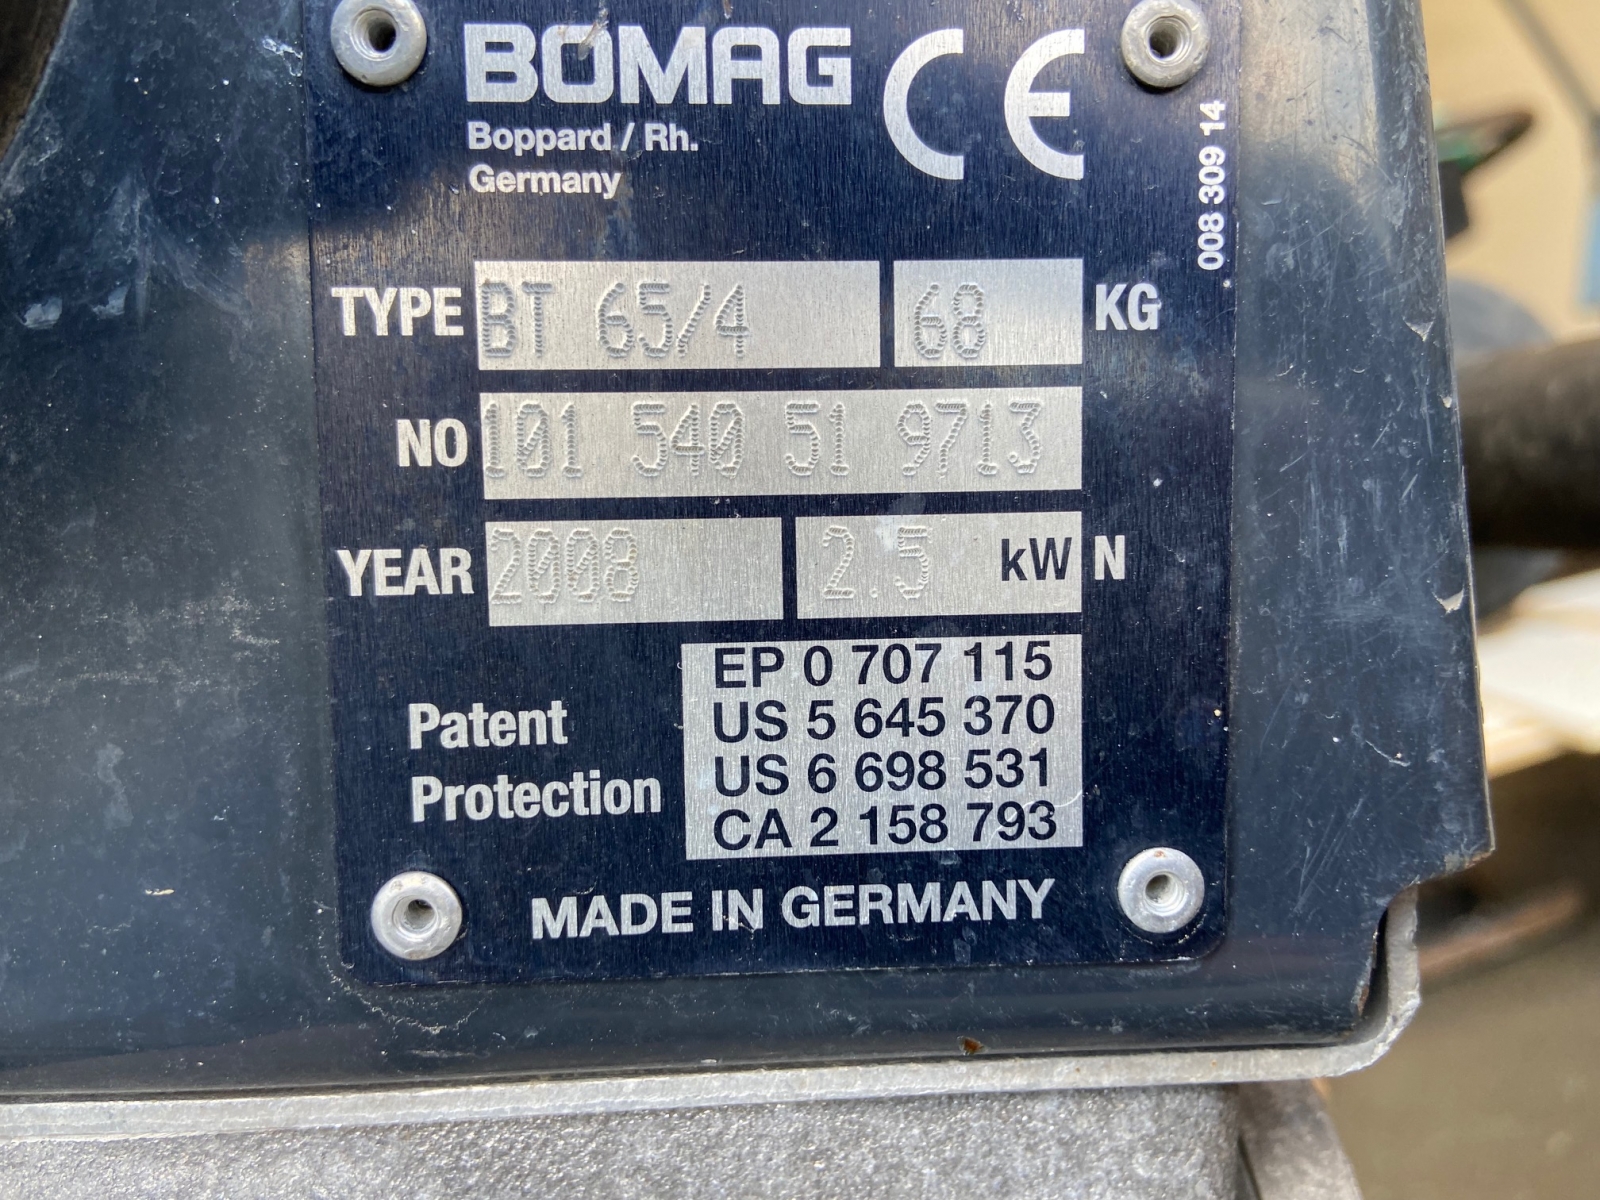 BOMAG CE
Boppard / Rh.
Germany
008 309 14
TYPE BT 65/4 68 KG
NO 101 540 51 9713
YEAR 2008 2.5 kW N
Patent
Protection
EP 0 707 115
US 5 645 370
US 6 698 531
CA 2 158 793
MADE IN GERMANY